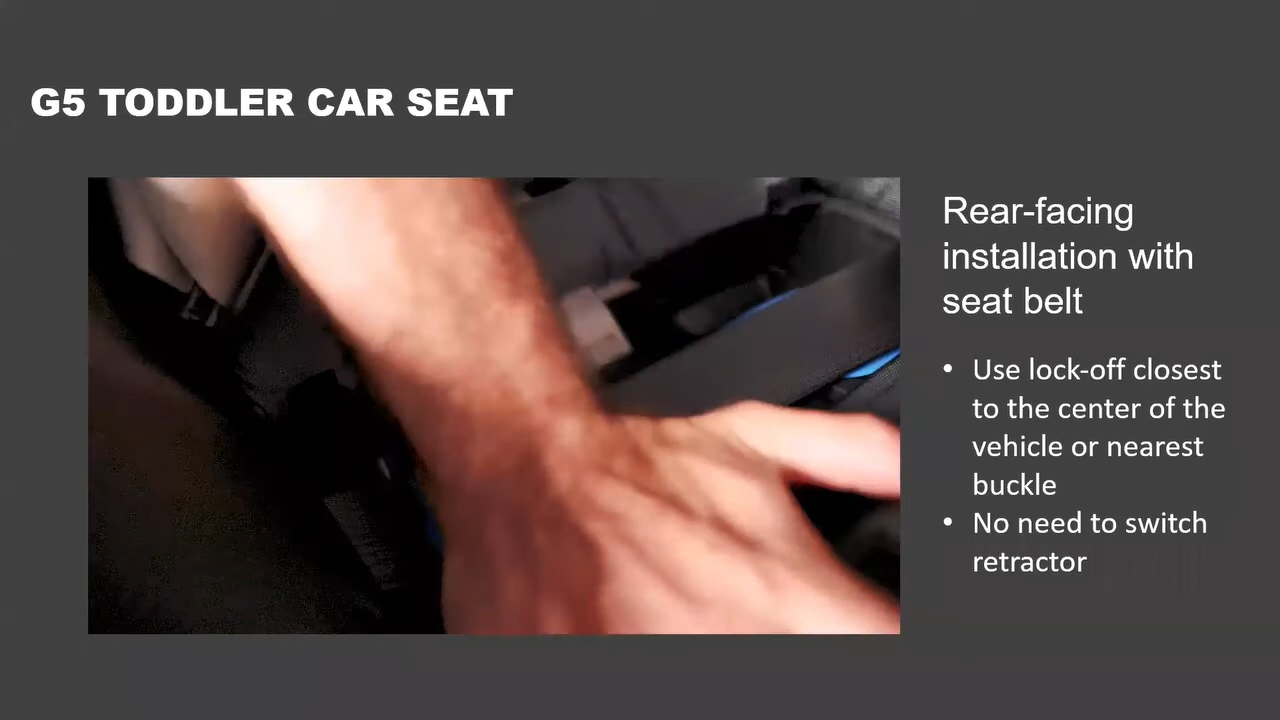 G5 TODDLER CAR SEAT
Rear-facing
installation with
seat belt
• Use lock-off closest
to the center of the
vehicle or nearest
buckle
• No need to switch
retractor